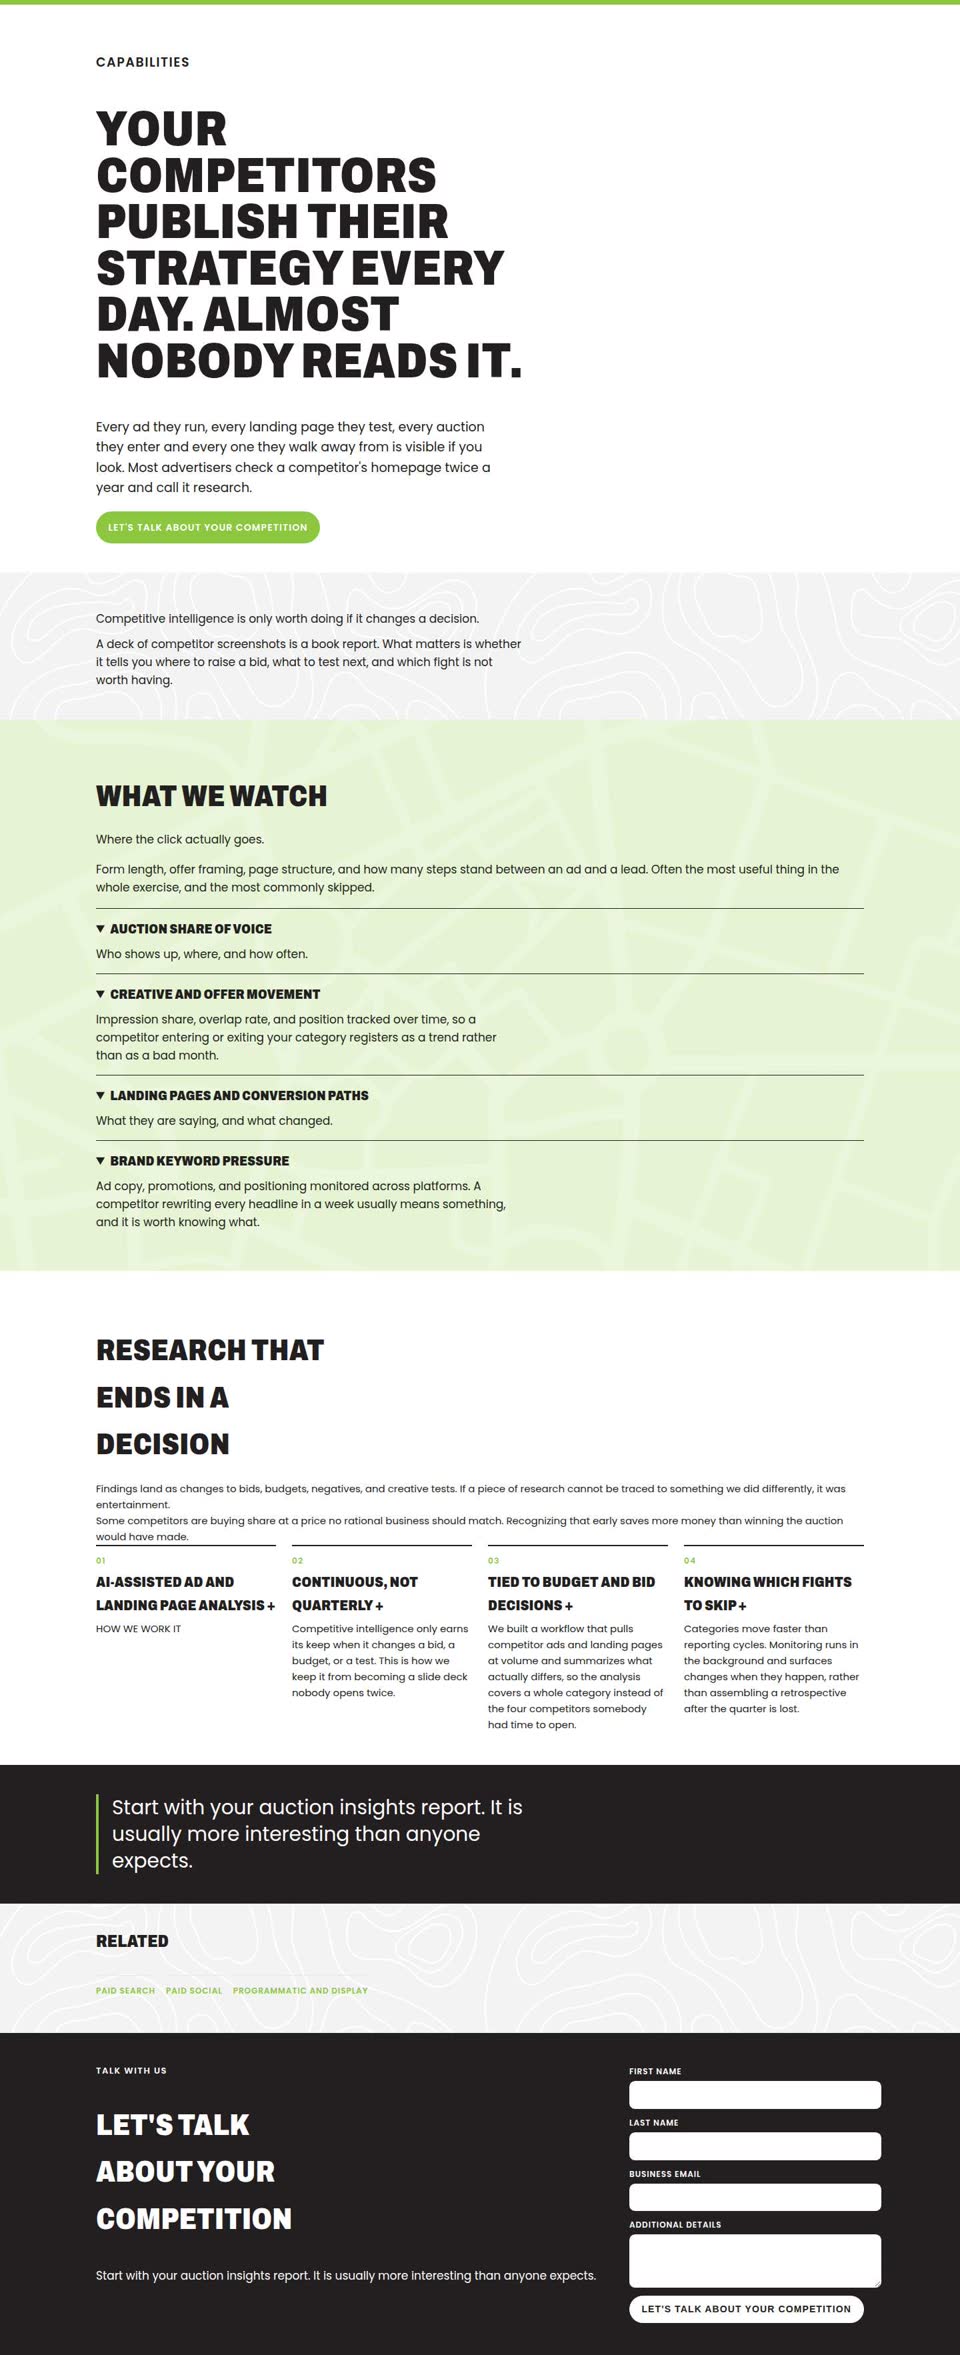 CAPABILITIES
YOUR
COMPETITORS
PUBLISH THEIR
STRATEGY EVERY
DAY. ALMOST
NOBODY READS IT.
Every ad they run, every landing page they test, every auction
they enter and every one they walk away from is visible if you
look. Most advertisers check a competitor's homepage twice a
year and call it research.
LET'S TALK ABOUT YOUR COMPETITION
Competitive intelligence is only worth doing if it changes a decision.
A deck of competitor screenshots is a book report. What matters is whether
it tells you where to raise a bid, what to test next, and which fight is not
worth having.
WHAT WE WATCH
Where the click actually goes.
Form length, offer framing, page structure, and how many steps stand between an ad and a lead. Often the most useful thing in the
whole exercise, and the most commonly skipped.
▼ AUCTION SHARE OF VOICE
Who shows up, where, and how often.
▼ CREATIVE AND OFFER MOVEMENT
Impression share, overlap rate, and position tracked over time, so a
competitor entering or exiting your category registers as a trend rather
than as a bad month.
▼ LANDING PAGES AND CONVERSION PATHS
What they are saying, and what changed.
▼ BRAND KEYWORD PRESSURE
Ad copy, promotions, and positioning monitored across platforms. A
competitor rewriting every headline in a week usually means something,
and it is worth knowing what.
RESEARCH THAT
ENDS IN A
DECISION
Findings land as changes to bids, budgets, negatives, and creative tests. If a piece of research cannot be traced to something we did differently, it was
entertainment.
Some competitors are buying share at a price no rational business should match. Recognizing that early saves more money than winning the auction
would have made.
01
AI-ASSISTED AD AND
LANDING PAGE ANALYSIS +
HOW WE WORK IT
02
CONTINUOUS, NOT
QUARTERLY +
Competitive intelligence only earns
its keep when it changes a bid, a
budget, or a test. This is how we
keep it from becoming a slide deck
nobody opens twice.
03
TIED TO BUDGET AND BID
DECISIONS +
We built a workflow that pulls
competitor ads and landing pages
at volume and summarizes what
actually differs, so the analysis
covers a whole category instead of
the four competitors somebody
had time to open.
04
KNOWING WHICH FIGHTS
TO SKIP +
Categories move faster than
reporting cycles. Monitoring runs in
the background and surfaces
changes when they happen, rather
than assembling a retrospective
after the quarter is lost.
Start with your auction insights report. It is
usually more interesting than anyone
expects.
RELATED
PAID SEARCH PAID SOCIAL PROGRAMMATIC AND DISPLAY
TALK WITH US
LET'S TALK
ABOUT YOUR
COMPETITION
Start with your auction insights report. It is usually more interesting than anyone expects.
FIRST NAME
LAST NAME
BUSINESS EMAIL
ADDITIONAL DETAILS
LET'S TALK ABOUT YOUR COMPETITION